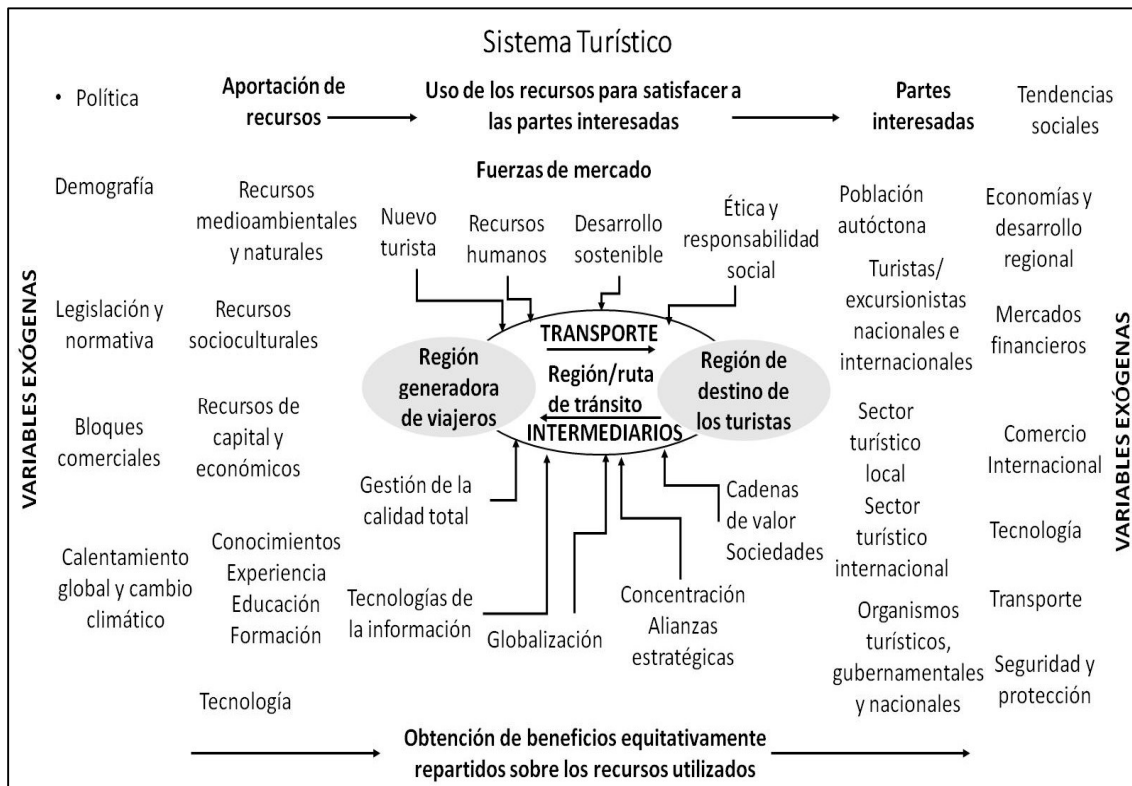 Sistema Turístico
• Política
Aportación de
recursos
Uso de los recursos para satisfacer a
las partes interesadas
Partes
interesadas
Tendencias
sociales
VARIABLES EXÓGENAS
Demografía
Legislación y
normativa
Bloques
comerciales
Calentamiento
global y cambio
climático
Recursos
medioambientales
y naturales
Recursos
socioculturales
Recursos de
capital y
económicos
Conocimientos
Experiencia
Educación
Formación
Tecnología
Fuerzas de mercado
Nuevo
turista
Recursos
humanos
Desarrollo
sostenible
Ética y
responsabilidad
social
TRANSPORTE
Región
generadora
de viajeros
Región/ruta
de tránsito
Región de
destino de
los turistas
INTERMEDIARIOS
Gestión de la
calidad total
Tecnologías de
la información
Globalización
Concentración
Alianzas
estratégicas
Cadenas
de valor
Sociedades
Población
autóctona
Turistas/
excursionistas
nacionales e
internacionales
Sector
turístico
local
Sector
turístico
internacional
Organismos
turísticos,
gubernamentales
y nacionales
Economías y
desarrollo
regional
Mercados
financieros
Comercio
Internacional
Tecnología
Transporte
Seguridad y
protección
VARIABLES EXÓGENAS
Obtención de beneficios equitativamente
repartidos sobre los recursos utilizados